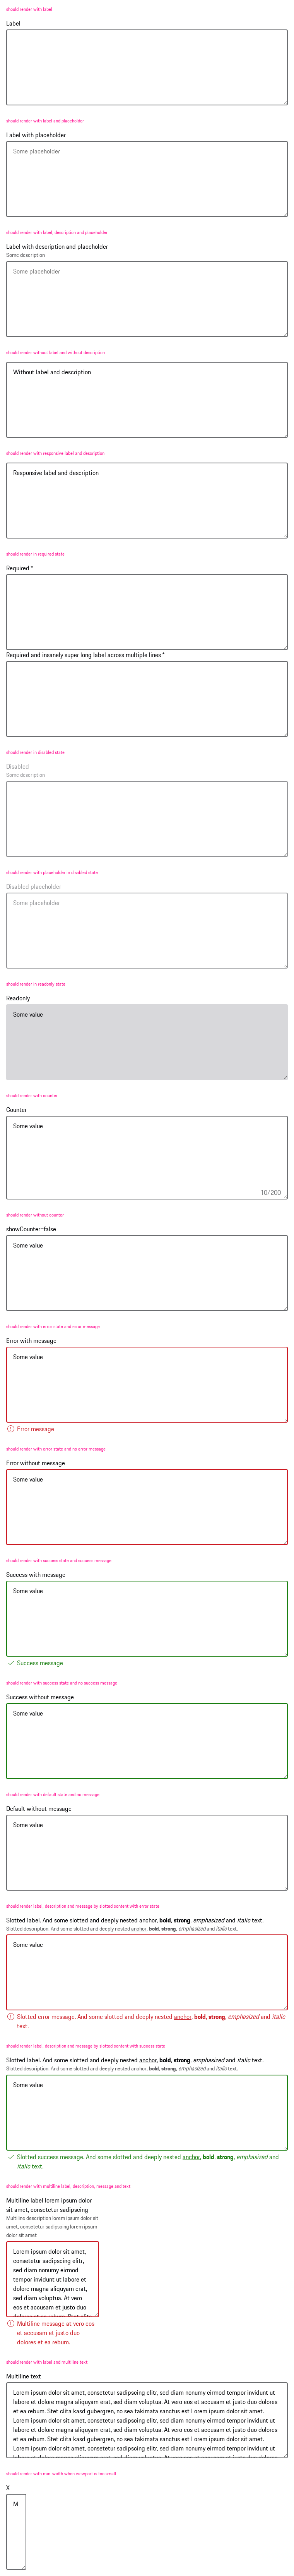 should render with label
Label
should render with label and placeholder
Label with placeholder
Some placeholder
should render with label, description and placeholder
Label with description and placeholder
Some description
Some placeholder
should render without label and without description
Without label and description
should render with responsive label and description
Responsive label and description
should render in required state
Required *
Required and insanely super long label across multiple lines *
should render in disabled state
Disabled
Some description
should render with placeholder in disabled state
Disabled placeholder
Some placeholder
should render in readonly state
Readonly
Some value
should render with counter
Counter
Some value
10/200
should render without counter
showCounter=false
Some value
should render with error state and error message
Error with message
Some value
Error message
should render with error state and no error message
Error without message
Some value
should render with success state and success message
Success with message
Some value
Success message
should render with success state and no success message
Success without message
Some value
should render with default state and no message
Default without message
Some value
should render label, description and message by slotted content with error state
Slotted label. And some slotted and deeply nested anchor, bold, strong, emphasized and italic text.
Slotted description. And some slotted and deeply nested anchor, bold, strong, emphasized and italic text.
Some value
Slotted error message. And some slotted and deeply nested anchor, bold, strong, emphasized and italic
text.
should render label, description and message by slotted content with success state
Slotted label. And some slotted and deeply nested anchor, bold, strong, emphasized and italic text.
Slotted description. And some slotted and deeply nested anchor, bold, strong, emphasized and italic text.
Some value
Slotted success message. And some slotted and deeply nested anchor, bold, strong, emphasized and
italic text.
should render with multiline label, description, message and text
Multiline label lorem ipsum dolor
sit amet, consetetur sadipscing
Multiline description lorem ipsum dolor sit
amet, consetetur sadipscing lorem ipsum
dolor sit amet
Lorem ipsum dolor sit amet,
consetetur sadipscing elitr,
sed diam nonumy eirmod
tempor invidunt ut labore et
dolore magna aliquyam erat,
sed diam voluptua. At vero
eos et accusam et justo duo
dolores et ea rebum. Stet clita
Multiline message at vero eos
et accusam et justo duo
dolores et ea rebum.
should render with label and multiline text
Multiline text
Lorem ipsum dolor sit amet, consetetur sadipscing elitr, sed diam nonumy eirmod tempor invidunt ut
labore et dolore magna aliquyam erat, sed diam voluptua. At vero eos et accusam et justo duo dolores
et ea rebum. Stet clita kasd gubergren, no sea takimata sanctus est Lorem ipsum dolor sit amet.
Lorem ipsum dolor sit amet, consetetur sadipscing elitr, sed diam nonumy eirmod tempor invidunt ut
labore et dolore magna aliquyam erat, sed diam voluptua. At vero eos et accusam et justo duo dolores
et ea rebum. Stet clita kasd gubergren, no sea takimata sanctus est Lorem ipsum dolor sit amet.
Lorem ipsum dolor sit amet, consetetur sadipscing elitr, sed diam nonumy eirmod tempor invidunt ut
labore et dolore magna aliquyam erat, sed diam voluptua. At vero eos et accusam et justo duo dolores
should render with min-width when viewport is too small
X
M